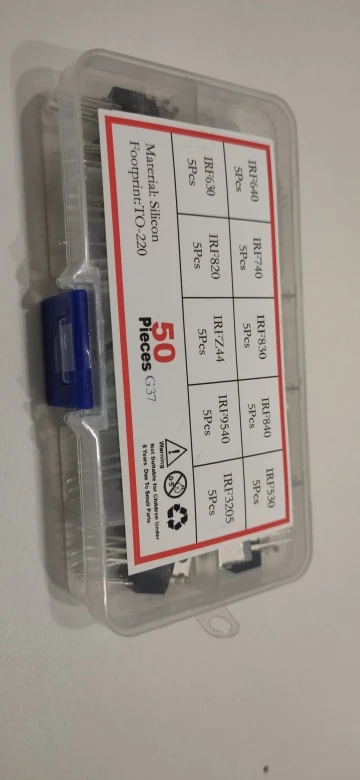 IRF640 IRF740 IRF830 IRF840 IRF530
5Pcs 5Pcs 5Pcs 5Pcs 5Pcs
IRF630 IRF820 IRFZ44 IRF9540 IRF3205
5Pcs 5Pcs 5Pcs 5Pcs 5Pcs
Material: Silicon
Footprint:TO-220
50
Pieces G37
Warning
Not Suitable for Children Under
5 Years Due To Small Parts